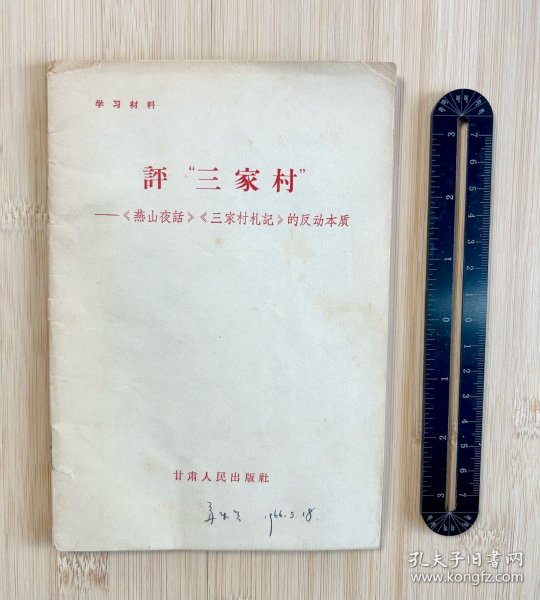 学习材料
評“三家村”
——《燕山夜話》《三家村札記》的反动本质
甘肃人民出版社
1966.5.18.
孔夫子旧书网
www.kongfz.com